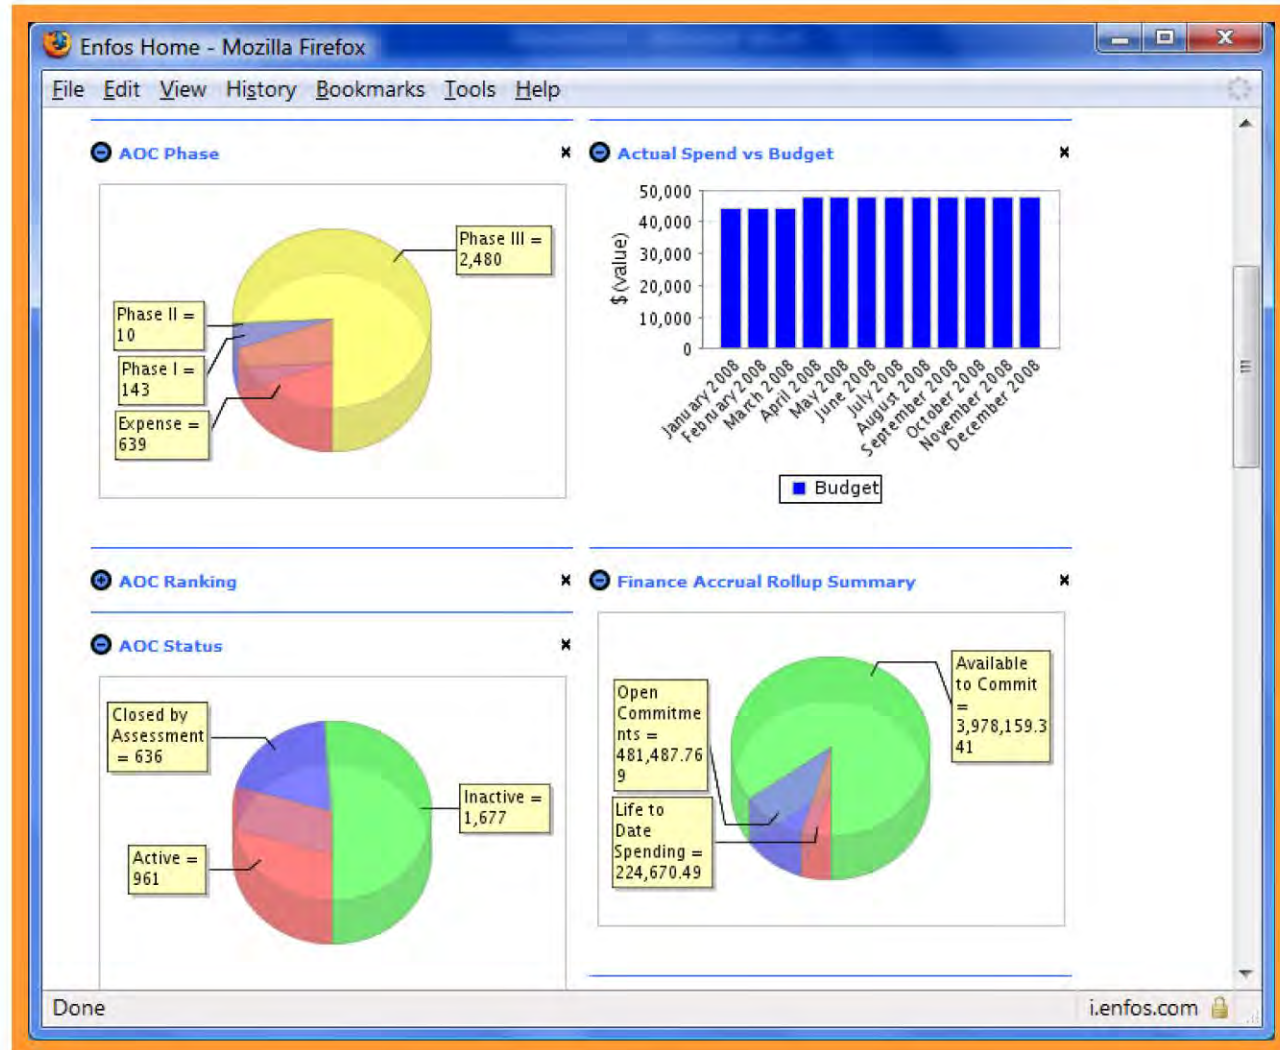 Enfos Home - Mozilla Firefox
File Edit View History Bookmarks Tools Help
AOC Phase
Phase III =
2,480
Phase II =
10
Phase I =
143
Expense =
639
Actual Spend vs Budget
50,000
40,000
30,000
20,000
10,000
0
$ (value)
January 2008
February 2008
March 2008
April 2008
May 2008
June 2008
July 2008
August 2008
September 2008
October 2008
November 2008
December 2008
Budget
AOC Ranking
AOC Status
Closed by
Assessment
= 636
Inactive =
1,677
Active =
961
Finance Accrual Rollup Summary
Open
Commitme
nts =
481,487.76
9
Life to
Date
Spending =
224,670.49
Available
to Commit
=
3,978,159.3
41
Done
i.enfos.com